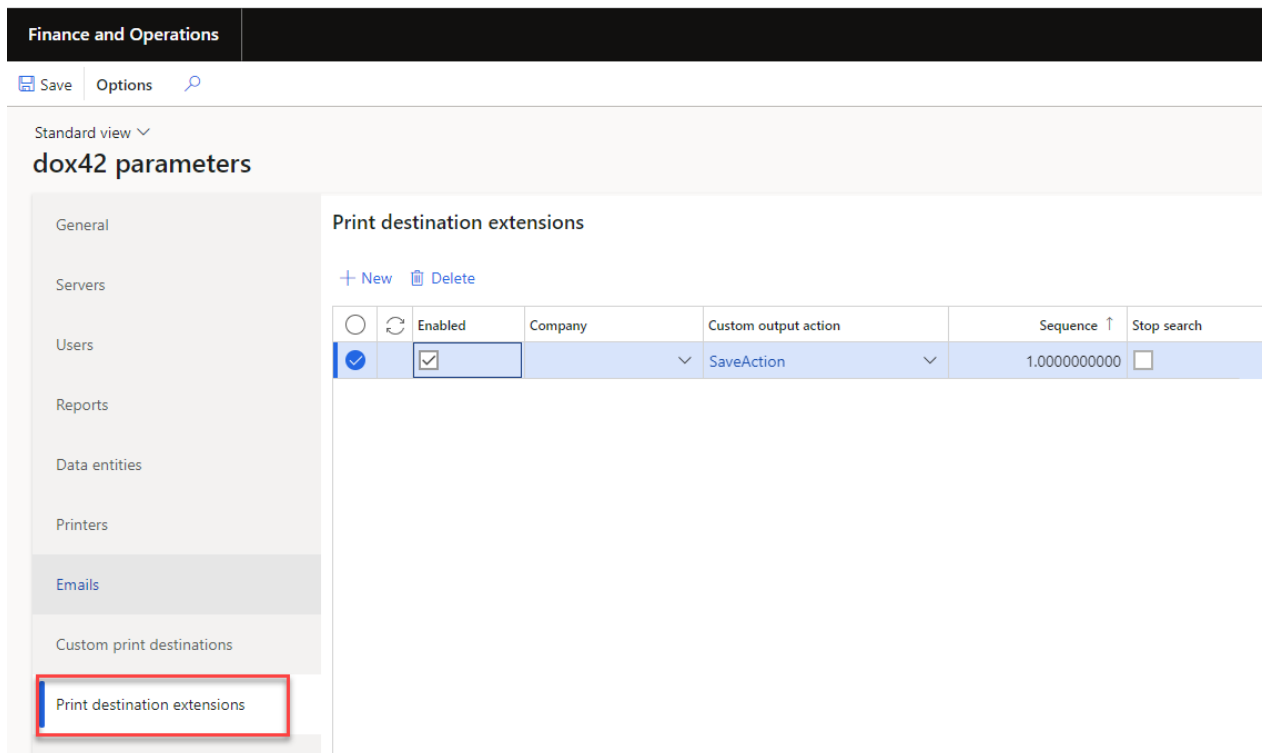 Finance and Operations
Save Options
Standard view
dox42 parameters
General
Servers
Users
Reports
Data entities
Printers
Emails
Custom print destinations
Print destination extensions
Print destination extensions
New Delete
Enabled Company Custom output action Sequence ↑ Stop search
SaveAction 1.0000000000